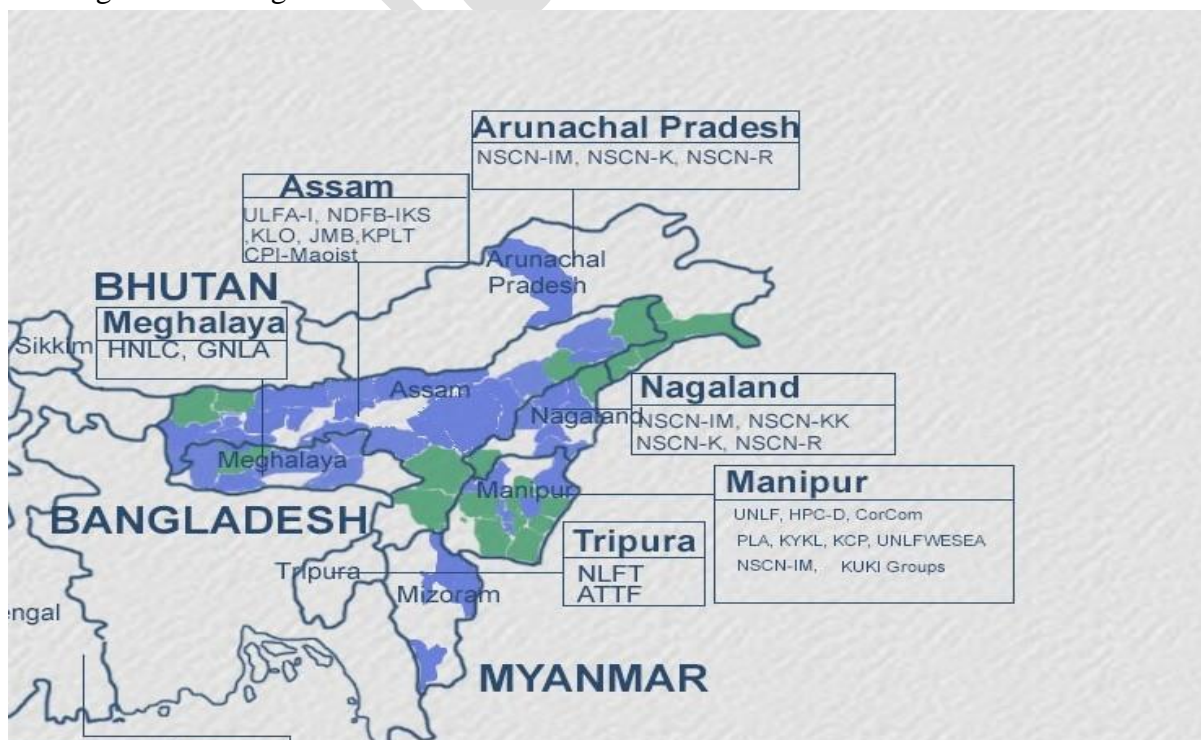 Arunachal Pradesh
NSCN-IM, NSCN-K, NSCN-R
Assam
ULFA-I, NDFB-IKS
,KLO, JMB,KPLT
CPI-Maoist
Arunachal
Pradesh
BHUTAN
Meghalaya
HNLC, GNLA
Sikkim
Assam
Nagaland
NSCN-IM, NSCN-KK
NSCN-K, NSCN-R
Nagaland
Meghalaya
Manipur
UNLF, HPC-D, CorCom
PLA, KYKL, KCP, UNLFWESEA
NSCN-IM, KUKI Groups
Manipur
BANGLADESH
Tripura
NLFT
ATTF
Tripura
Mizoram
engal
MYANMAR